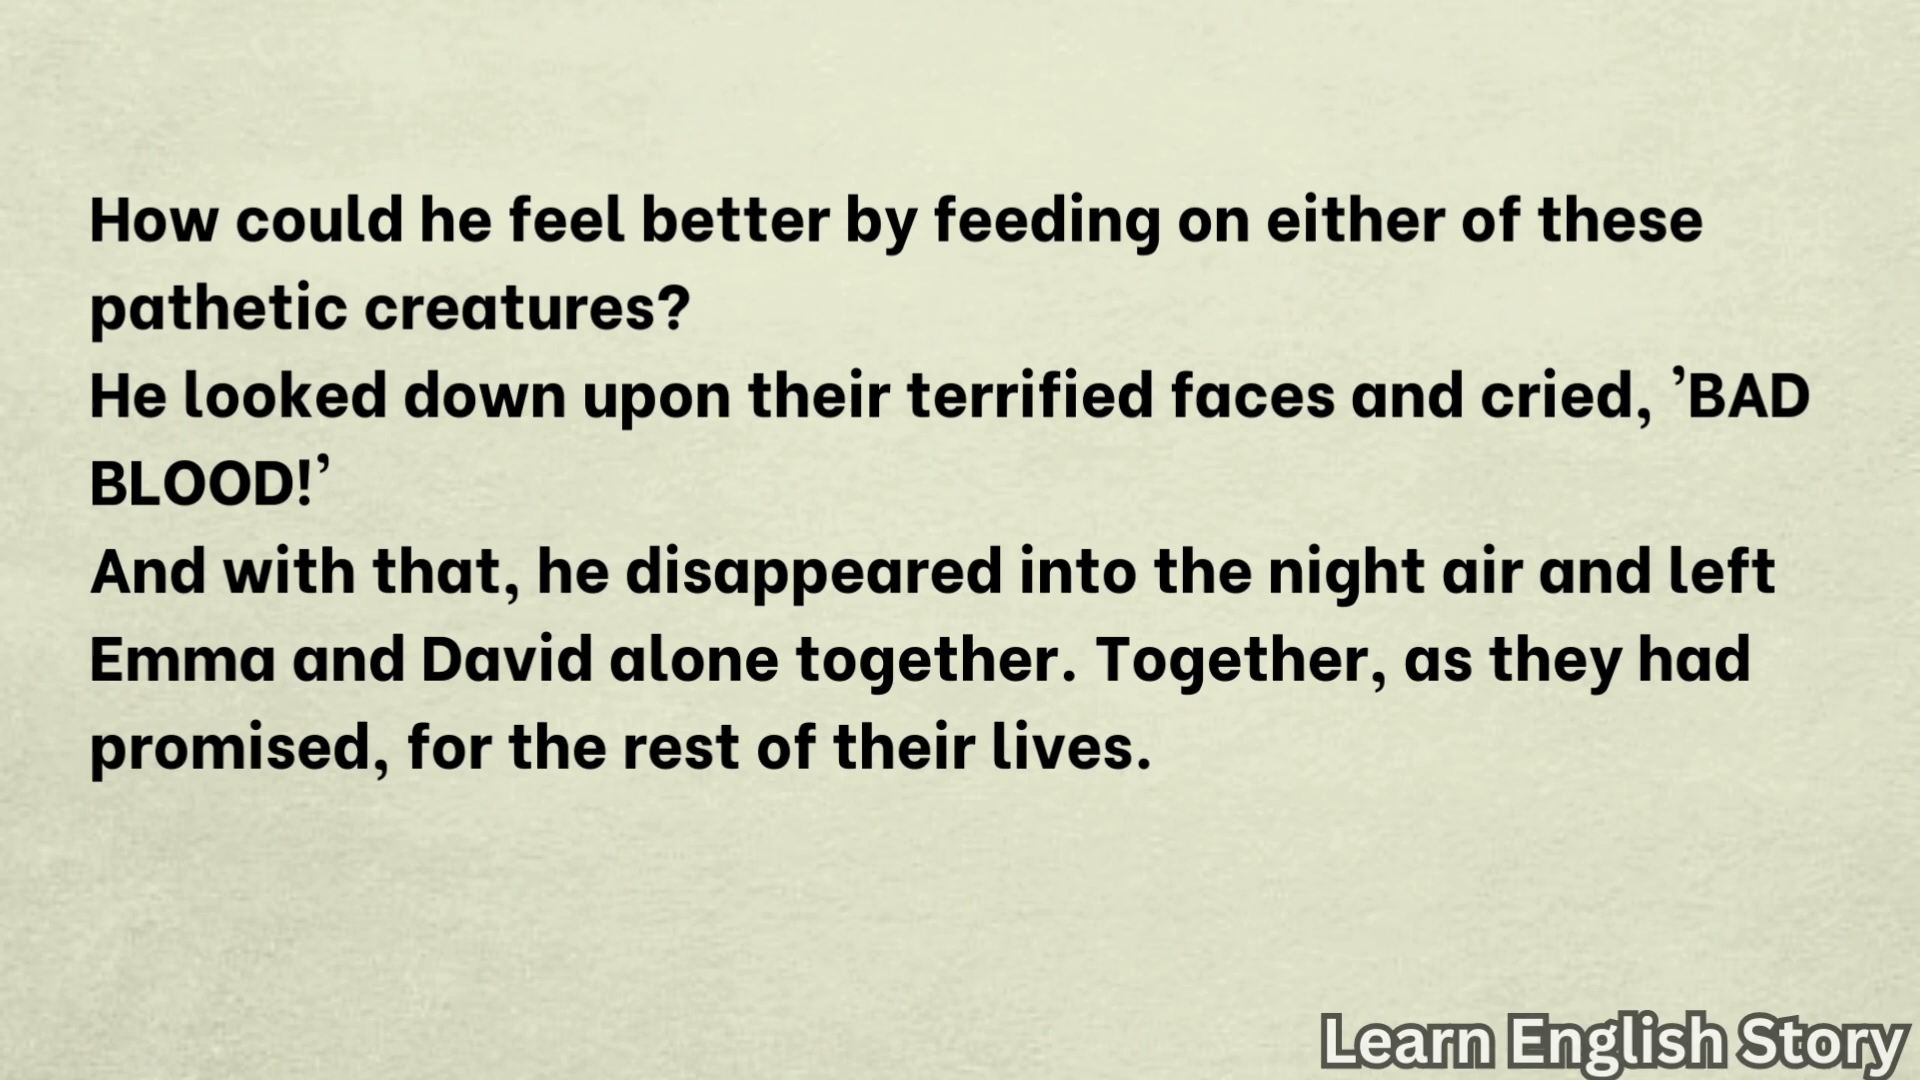 How could he feel better by feeding on either of these
pathetic creatures?
He looked down upon their terrified faces and cried, ’BAD
BLOOD!’
And with that, he disappeared into the night air and left
Emma and David alone together. Together, as they had
promised, for the rest of their lives.
Learn English Story